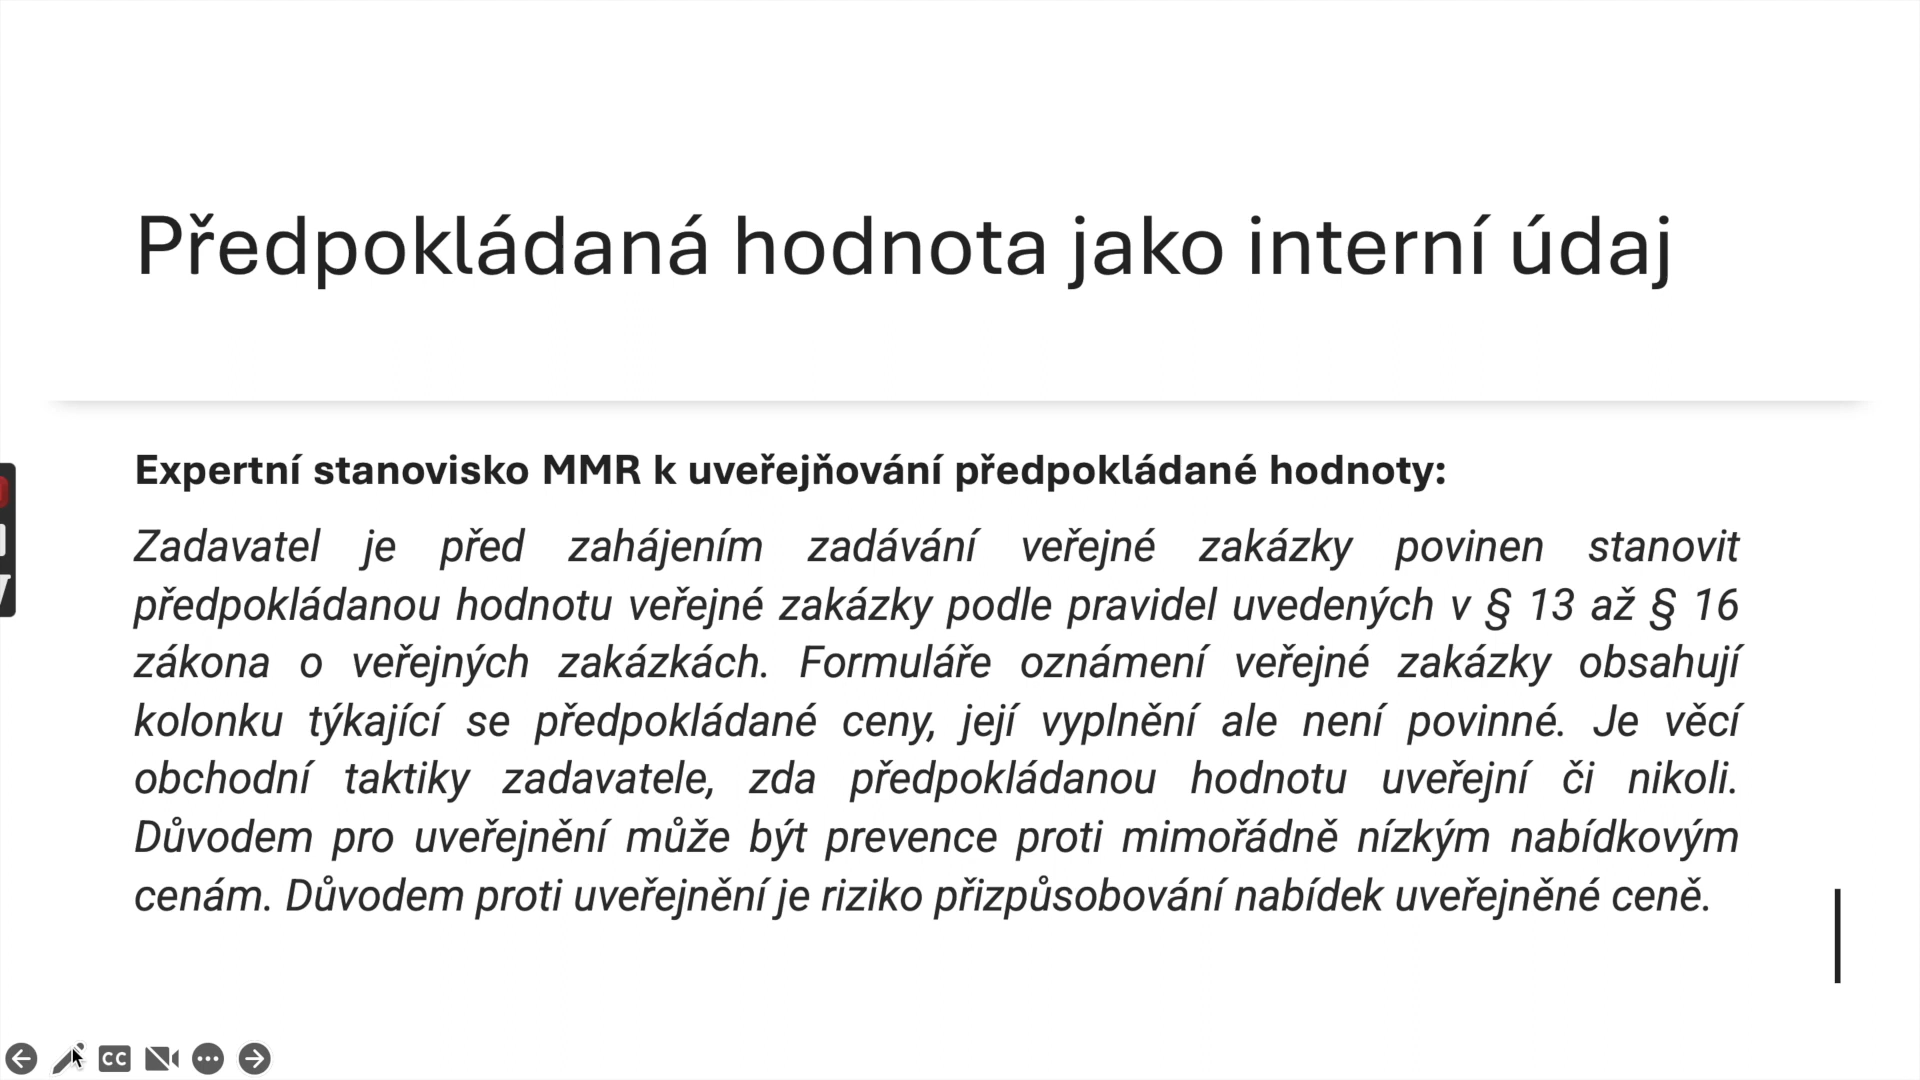 Předpokládaná hodnota jako interní údaj
Expertní stanovisko MMR k uveřejňování předpokládané hodnoty:
Zadavatel je před zahájením zadávání veřejné zakázky povinen stanovit
předpokládanou hodnotu veřejné zakázky podle pravidel uvedených v § 13 až § 16
zákona o veřejných zakázkách. Formuláře oznámení veřejné zakázky obsahují
kolonku týkající se předpokládané ceny, její vyplnění ale není povinné. Je věcí
obchodní taktiky zadavatele, zda předpokládanou hodnotu uveřejní či nikoli.
Důvodem pro uveřejnění může být prevence proti mimořádně nízkým nabídkovým
cenám. Důvodem proti uveřejnění je riziko přizpůsobování nabídek uveřejněné ceně.
CC